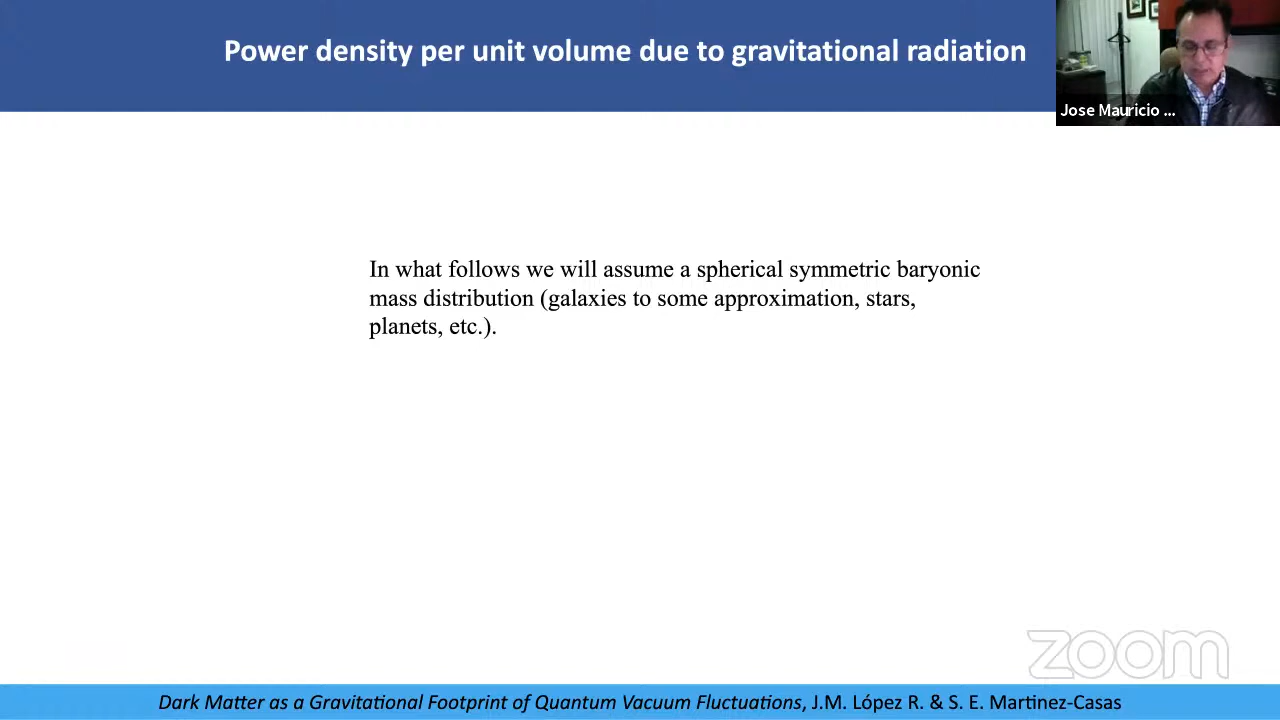 Power density per unit volume due to gravitational radiation
Jose Mauricio ...
In what follows we will assume a spherical symmetric baryonic
mass distribution (galaxies to some approximation, stars,
planets, etc.).
zoom
Dark Matter as a Gravitational Footprint of Quantum Vacuum Fluctuations, J.M. López R. & S. E. Martinez-Casas